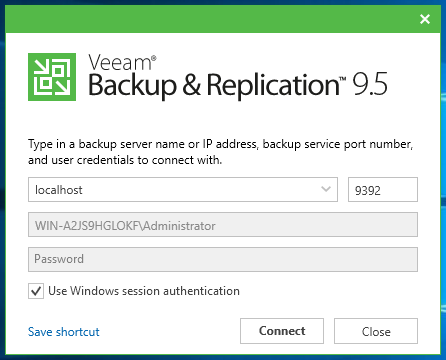 Veeam®
Backup & Replication™ 9.5
Type in a backup server name or IP address, backup service port number,
and user credentials to connect with.
localhost 9392
WIN-A2JS9HGLOKF\Administrator
Password
Use Windows session authentication
Save shortcut Connect Close